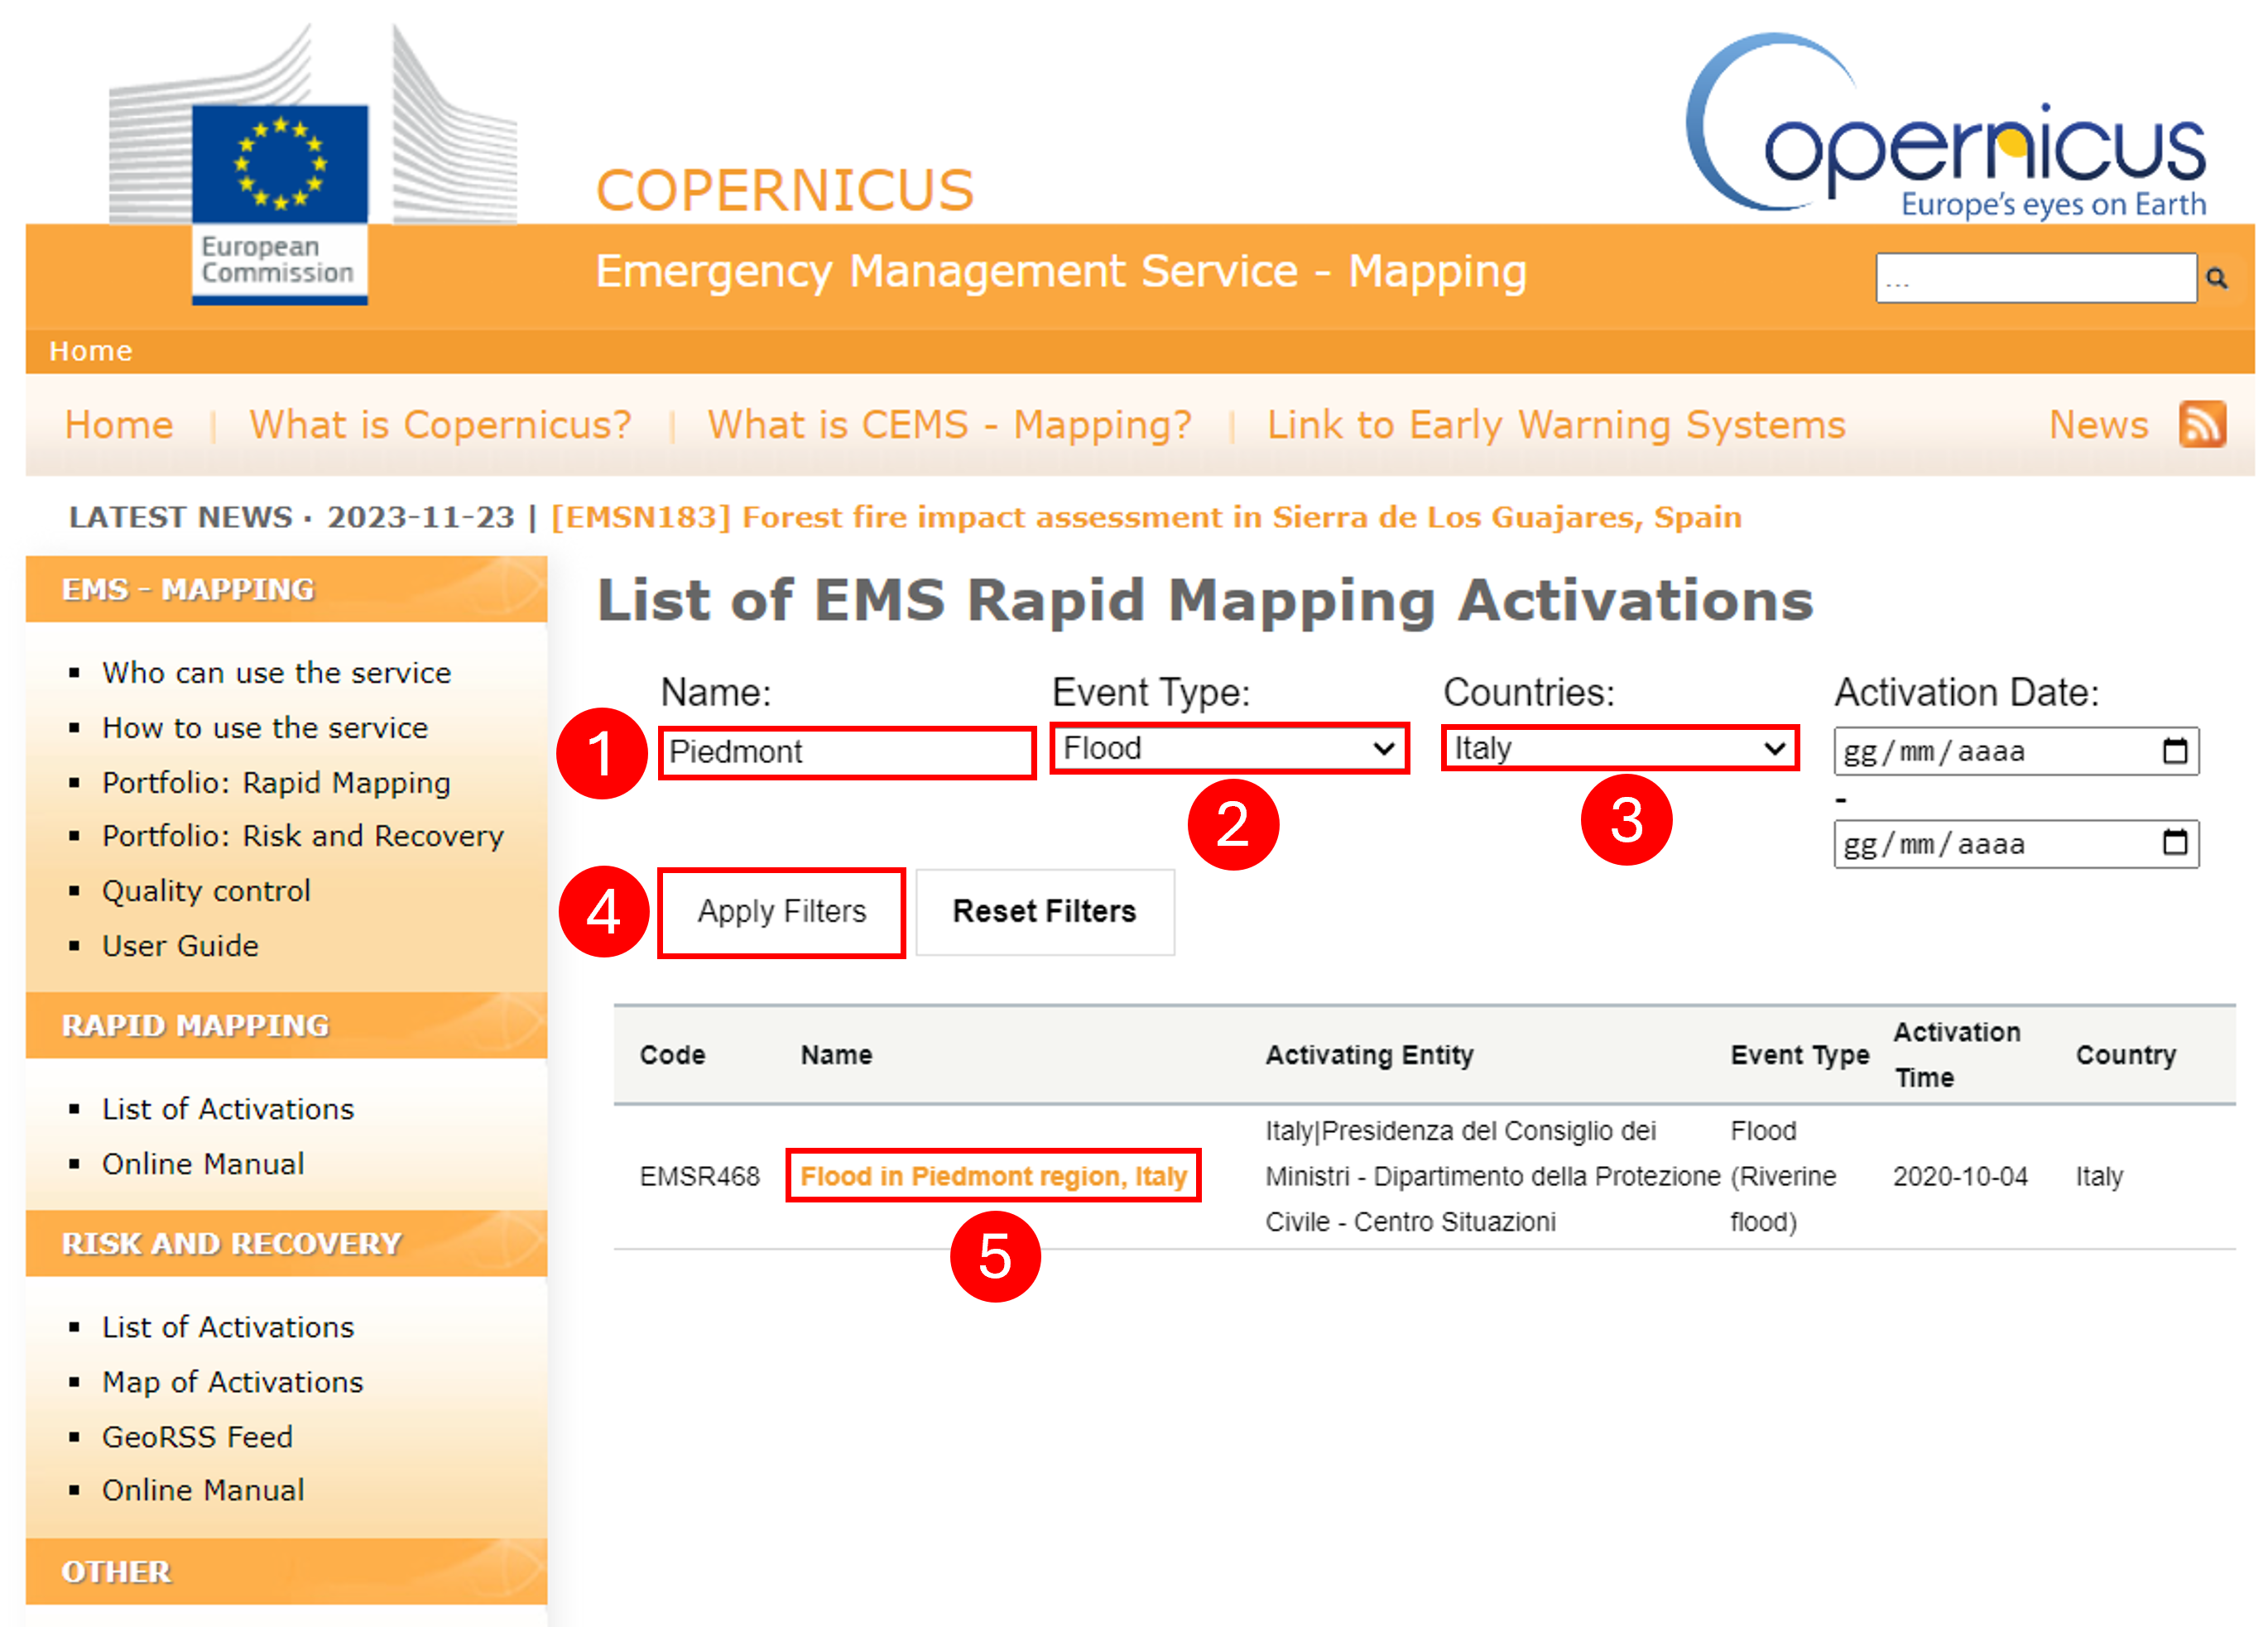 European
Commission
COPERNICUS
Copernicus
Europe's eyes on Earth
Emergency Management Service - Mapping
...
Home
Home | What is Copernicus? | What is CEMS - Mapping? | Link to Early Warning Systems
News
LATEST NEWS · 2023-11-23 | [EMSN183] Forest fire impact assessment in Sierra de Los Guajares, Spain
EMS - MAPPING
Who can use the service
How to use the service
Portfolio: Rapid Mapping
Portfolio: Risk and Recovery
Quality control
User Guide
RAPID MAPPING
List of Activations
Online Manual
RISK AND RECOVERY
List of Activations
Map of Activations
GeoRSS Feed
Online Manual
OTHER
List of EMS Rapid Mapping Activations
Name: Event Type: Countries: Activation Date:
1 Piedmont Flood Italy gg/mm/aaaa
2 3 -
gg/mm/aaaa
4 Apply Filters Reset Filters
Code Name Activating Entity Event Type Activation Time Country
EMSR468 Flood in Piedmont region, Italy
Italy|Presidenza del Consiglio dei
Ministri - Dipartimento della Protezione
Civile - Centro Situazioni
Flood
(Riverine
flood)
2020-10-04
Italy
5